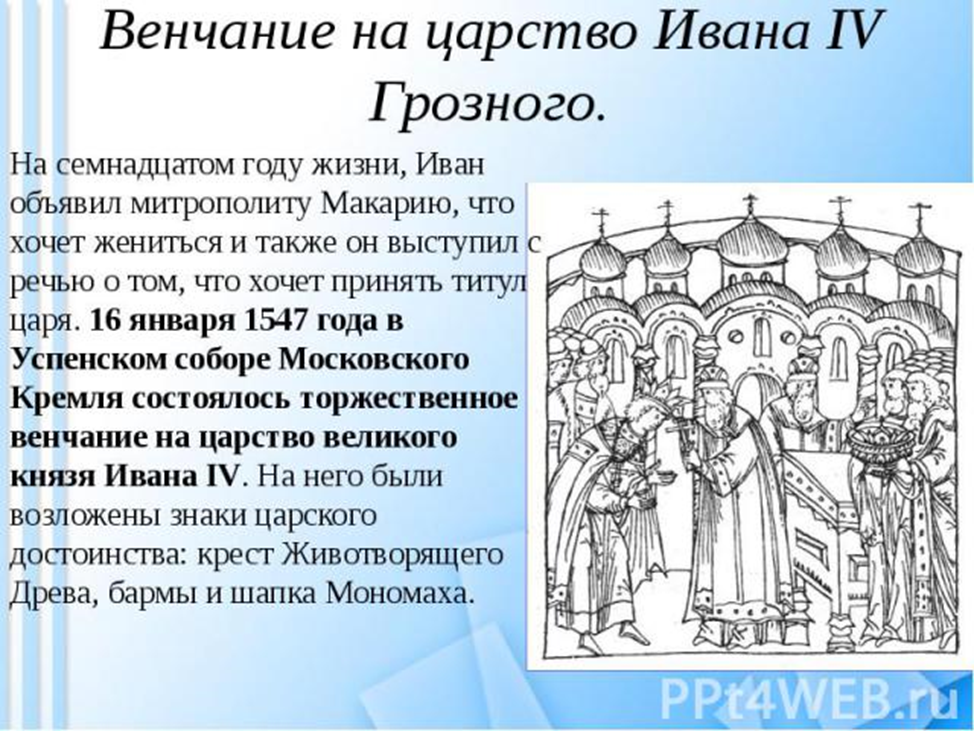 Венчание на царство Ивана IV
Грозного.
На семнадцатом году жизни, Иван
объявил митрополиту Макарию, что
хочет жениться и также он выступил с
речью о том, что хочет принять титул
царя. 16 января 1547 года в
Успенском соборе Московского
Кремля состоялось торжественное
венчание на царство великого
князя Ивана IV. На него были
возложены знаки царского
достоинства: крест Животворящего
Древа, бармы и шапка Мономаха.
PPt4WEB.ru